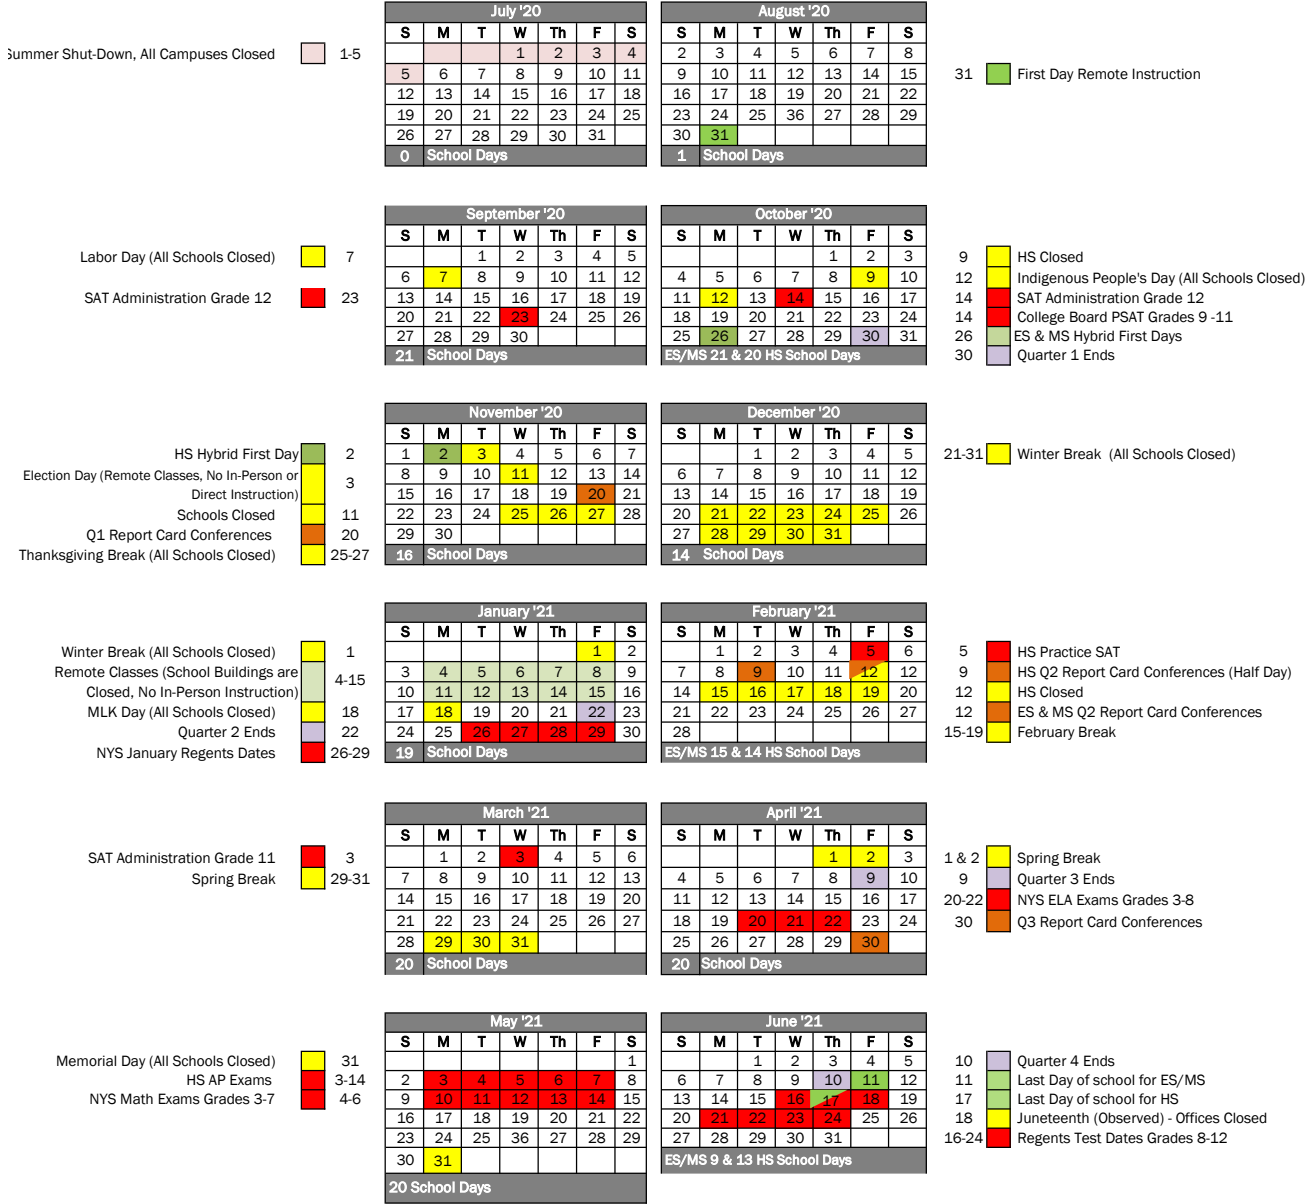 July '20
S M T W Th F S
1 2 3 4
5 6 7 8 9 10 11
12 13 14 15 16 17 18
19 20 21 22 23 24 25
26 27 28 29 30 31
0 School Days
Summer Shut-Down, All Campuses Closed 1-5
August '20
S M T W Th F S
2 3 4 5 6 7 8
9 10 11 12 13 14 15
16 17 18 19 20 21 22
23 24 25 36 27 28 29
30 31
1 School Days
31 First Day Remote Instruction
September '20
S M T W Th F S
1 2 3 4 5
6 7 8 9 10 11 12
13 14 15 16 17 18 19
20 21 22 23 24 25 26
27 28 29 30
21 School Days
Labor Day (All Schools Closed) 7
SAT Administration Grade 12 23
October '20
S M T W Th F S
1 2 3
4 5 6 7 8 9 10
11 12 13 14 15 16 17
18 19 20 21 22 23 24
25 26 27 28 29 30 31
ES/MS 21 & 20 HS School Days
9 HS Closed
12 Indigenous People's Day (All Schools Closed)
14 SAT Administration Grade 12
14 College Board PSAT Grades 9 -11
26 ES & MS Hybrid First Days
30 Quarter 1 Ends
November '20
S M T W Th F S
1 2 3 4 5 6 7
8 9 10 11 12 13 14
15 16 17 18 19 20 21
22 23 24 25 26 27 28
29 30
16 School Days
HS Hybrid First Day 2
Election Day (Remote Classes, No In-Person or
Direct Instruction) 3
Schools Closed 11
Q1 Report Card Conferences 20
Thanksgiving Break (All Schools Closed) 25-27
December '20
S M T W Th F S
1 2 3 4 5
6 7 8 9 10 11 12
13 14 15 16 17 18 19
20 21 22 23 24 25 26
27 28 29 30 31
14 School Days
21-31 Winter Break (All Schools Closed)
January '21
S M T W Th F S
1 2
3 4 5 6 7 8 9
10 11 12 13 14 15 16
17 18 19 20 21 22 23
24 25 26 27 28 29 30
19 School Days
Winter Break (All Schools Closed) 1
Remote Classes (School Buildings are
Closed, No In-Person Instruction) 4-15
MLK Day (All Schools Closed) 18
Quarter 2 Ends 22
NYS January Regents Dates 26-29
February '21
S M T W Th F S
1 2 3 4 5 6
7 8 9 10 11 12 13
14 15 16 17 18 19 20
21 22 23 24 25 26 27
28
ES/MS 15 & 14 HS School Days
5 HS Practice SAT
9 HS Q2 Report Card Conferences (Half Day)
12 HS Closed
12 ES & MS Q2 Report Card Conferences
15-19 February Break
March '21
S M T W Th F S
1 2 3 4 5 6
7 8 9 10 11 12 13
14 15 16 17 18 19 20
21 22 23 24 25 26 27
28 29 30 31
20 School Days
SAT Administration Grade 11 3
Spring Break 29-31
April '21
S M T W Th F S
1 2 3
4 5 6 7 8 9 10
11 12 13 14 15 16 17
18 19 20 21 22 23 24
25 26 27 28 29 30
20 School Days
1 & 2 Spring Break
9 Quarter 3 Ends
20-22 NYS ELA Exams Grades 3-8
30 Q3 Report Card Conferences
May '21
S M T W Th F S
1
2 3 4 5 6 7 8
9 10 11 12 13 14 15
16 17 18 19 20 21 22
23 24 25 36 27 28 29
30 31
20 School Days
Memorial Day (All Schools Closed) 31
HS AP Exams 3-14
NYS Math Exams Grades 3-7 4-6
June '21
S M T W Th F S
1 2 3 4 5
6 7 8 9 10 11 12
13 14 15 16 17 18 19
20 21 22 23 24 25 26
27 28 29 30 31
ES/MS 9 & 13 HS School Days
10 Quarter 4 Ends
11 Last Day of school for ES/MS
17 Last Day of school for HS
18 Juneteenth (Observed) - Offices Closed
16-24 Regents Test Dates Grades 8-12